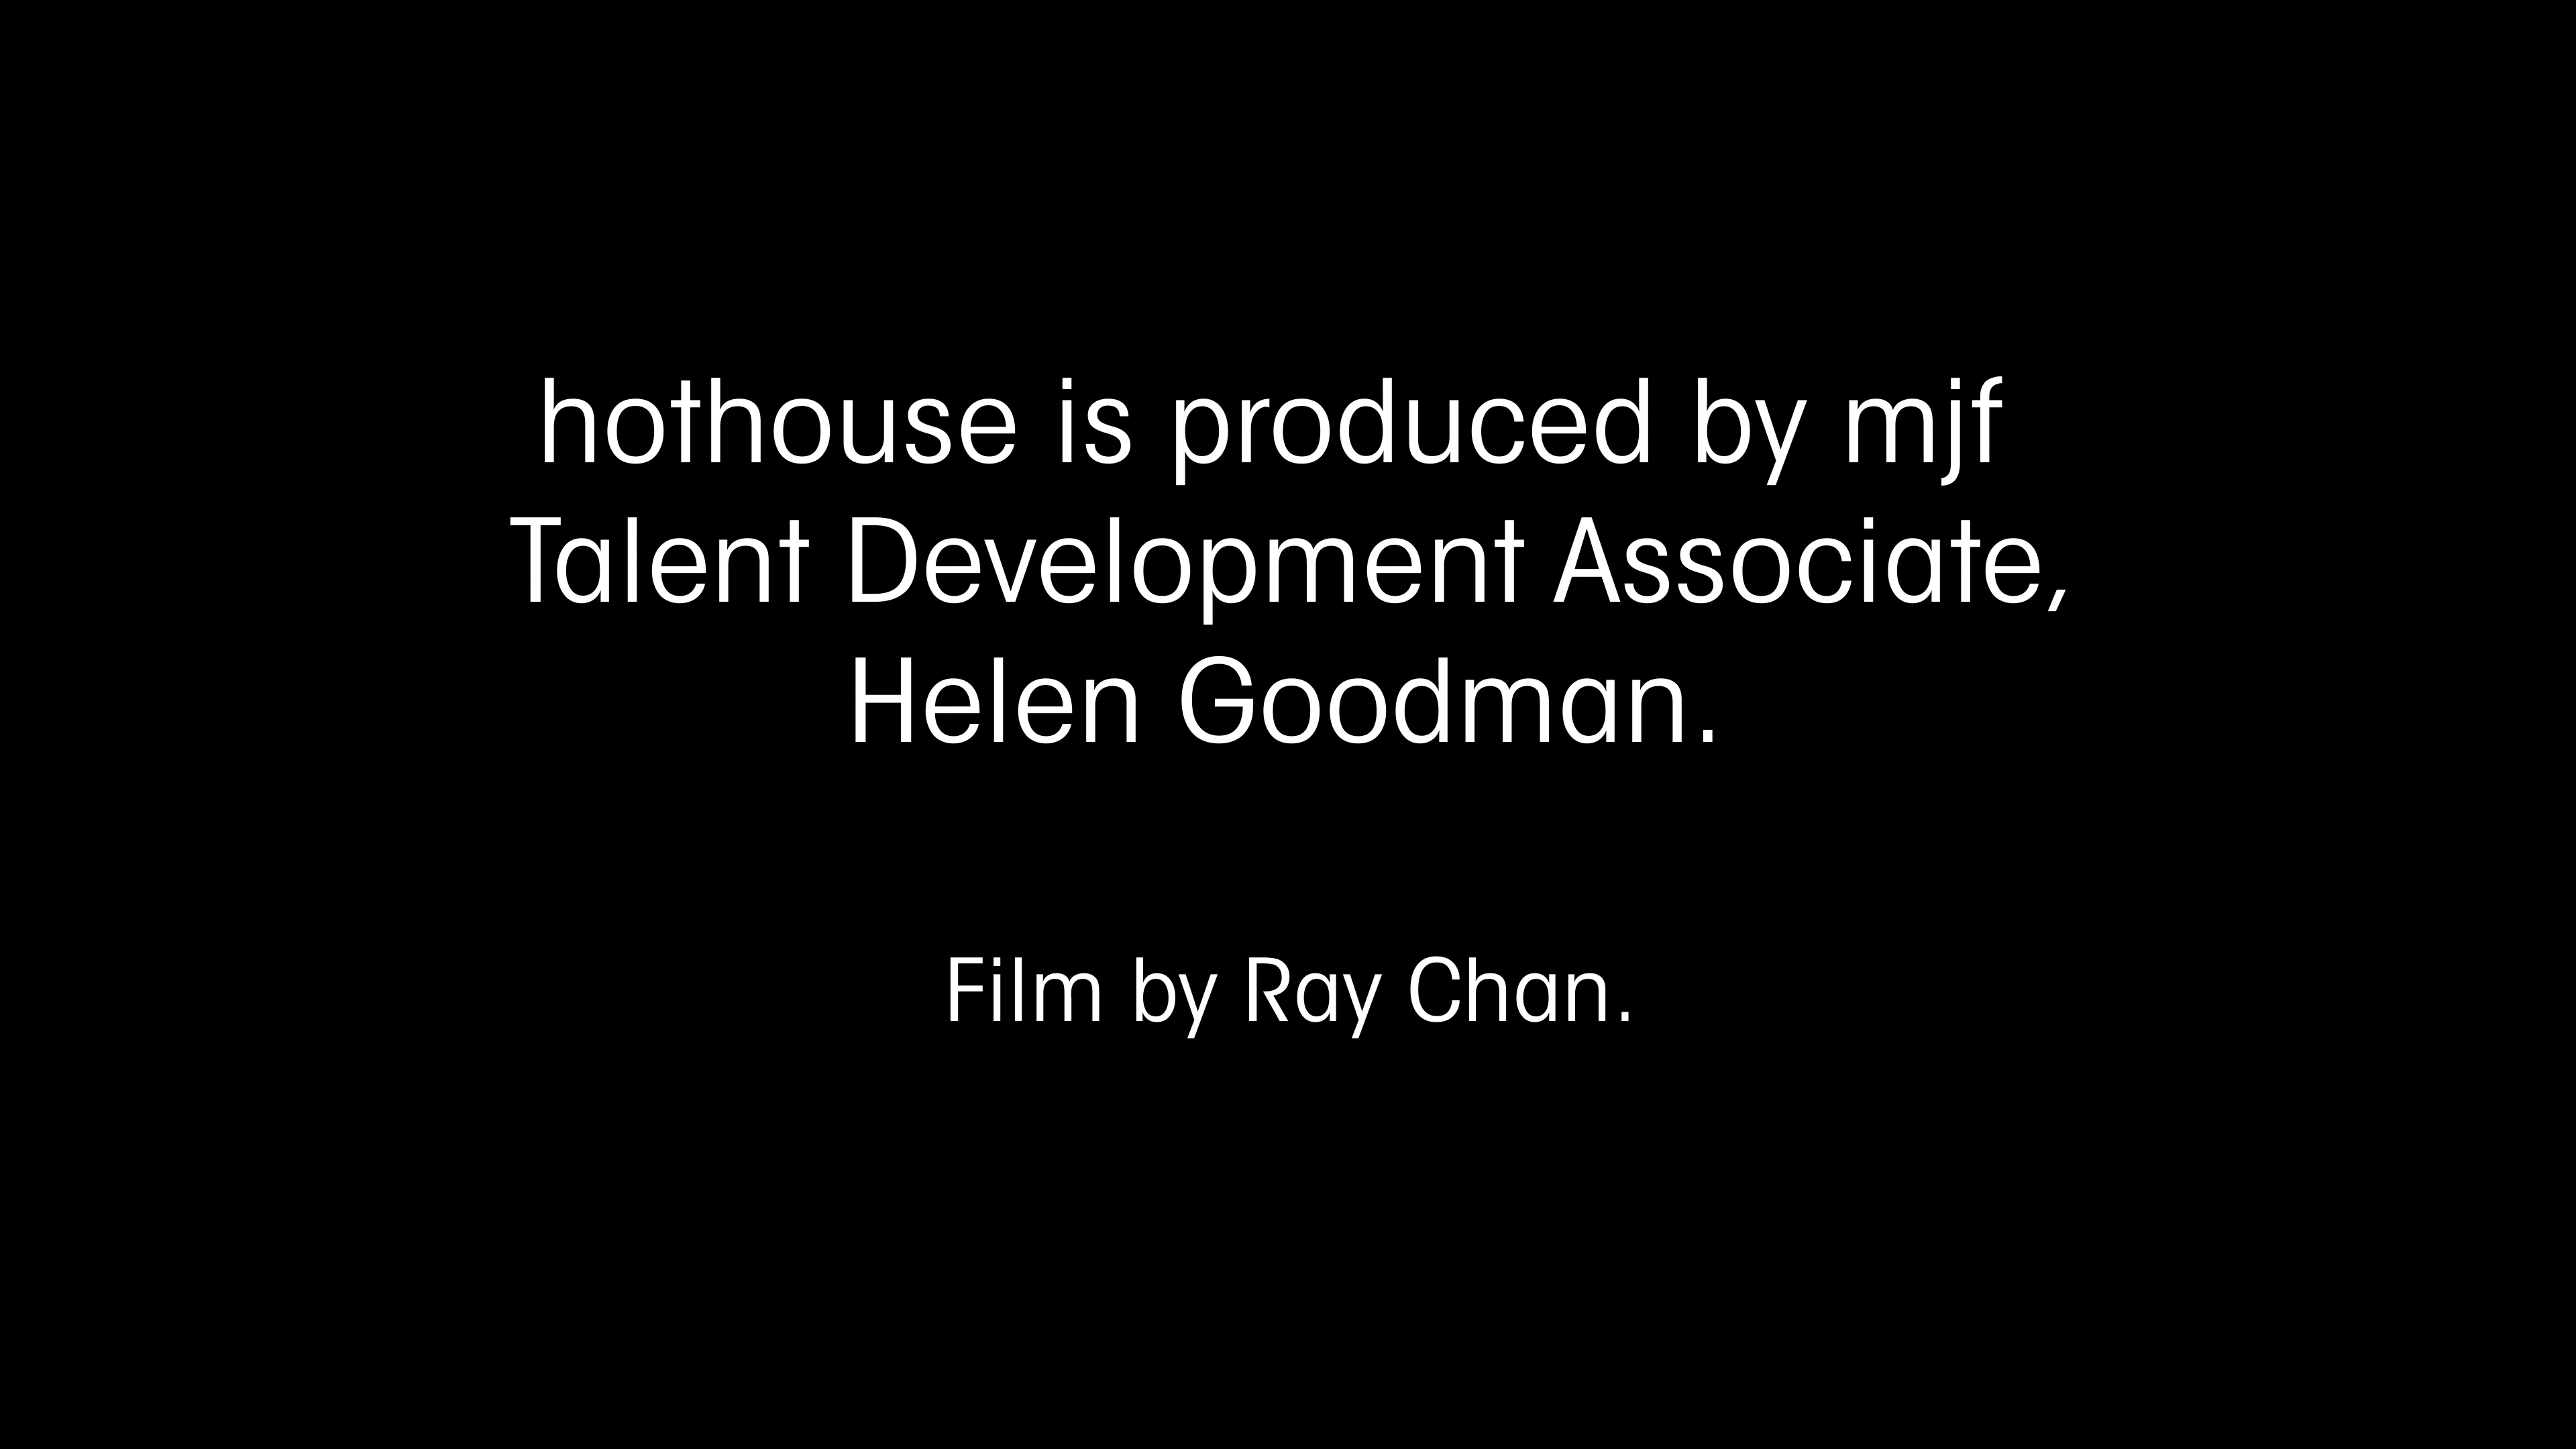 hothouse is produced by mjf
Talent Development Associate,
Helen Goodman.
Film by Ray Chan.